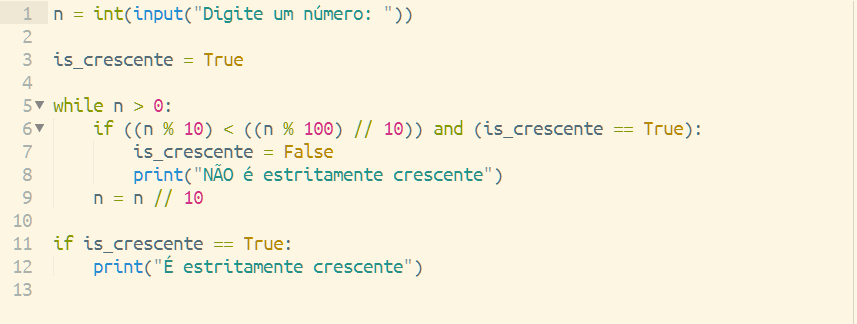 1 n = int(input("Digite um número: "))
2
3 is_crescente = True
4
5 while n > 0:
6     if ((n % 10) < ((n % 100) // 10)) and (is_crescente == True):
7         is_crescente = False
8         print("NÃO é estritamente crescente")
9     n = n // 10
10
11 if is_crescente == True:
12     print("É estritamente crescente")
13